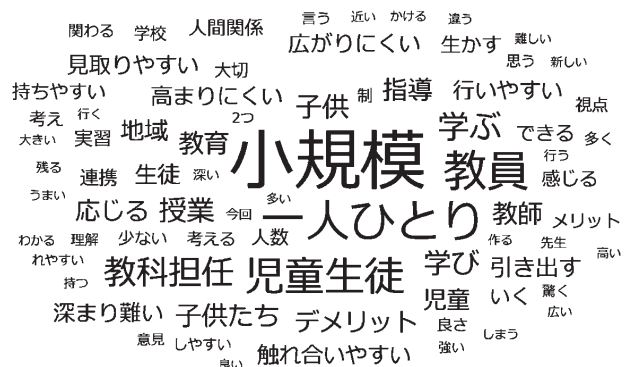 言う 近い かける 違う
関わる 学校 人間関係 広がりにくい 生かす 難しい
見取りやすい 大切 思う 新しい
持ちやすい 高まりにくい 子供 制 指導 行いやすい 視点
考え 行く 2つ
大きい 実習 地域 教育 小規模 学ぶ できる 多く
残る 連携 生徒 深い 教員 行う 感じる
うまい 応じる 授業 今回 多い 一人ひとり 教師 メリット
わかる 理解 少ない 考える 人数 作る 先生 高い
れやすい 持つ 教科担任 児童生徒 学び 引き出す
深まり難い 子供たち デメリット 児童 いく 驚く 広い
意見 しやすい 良さ 強い しまう
良い 触れ合いやすい